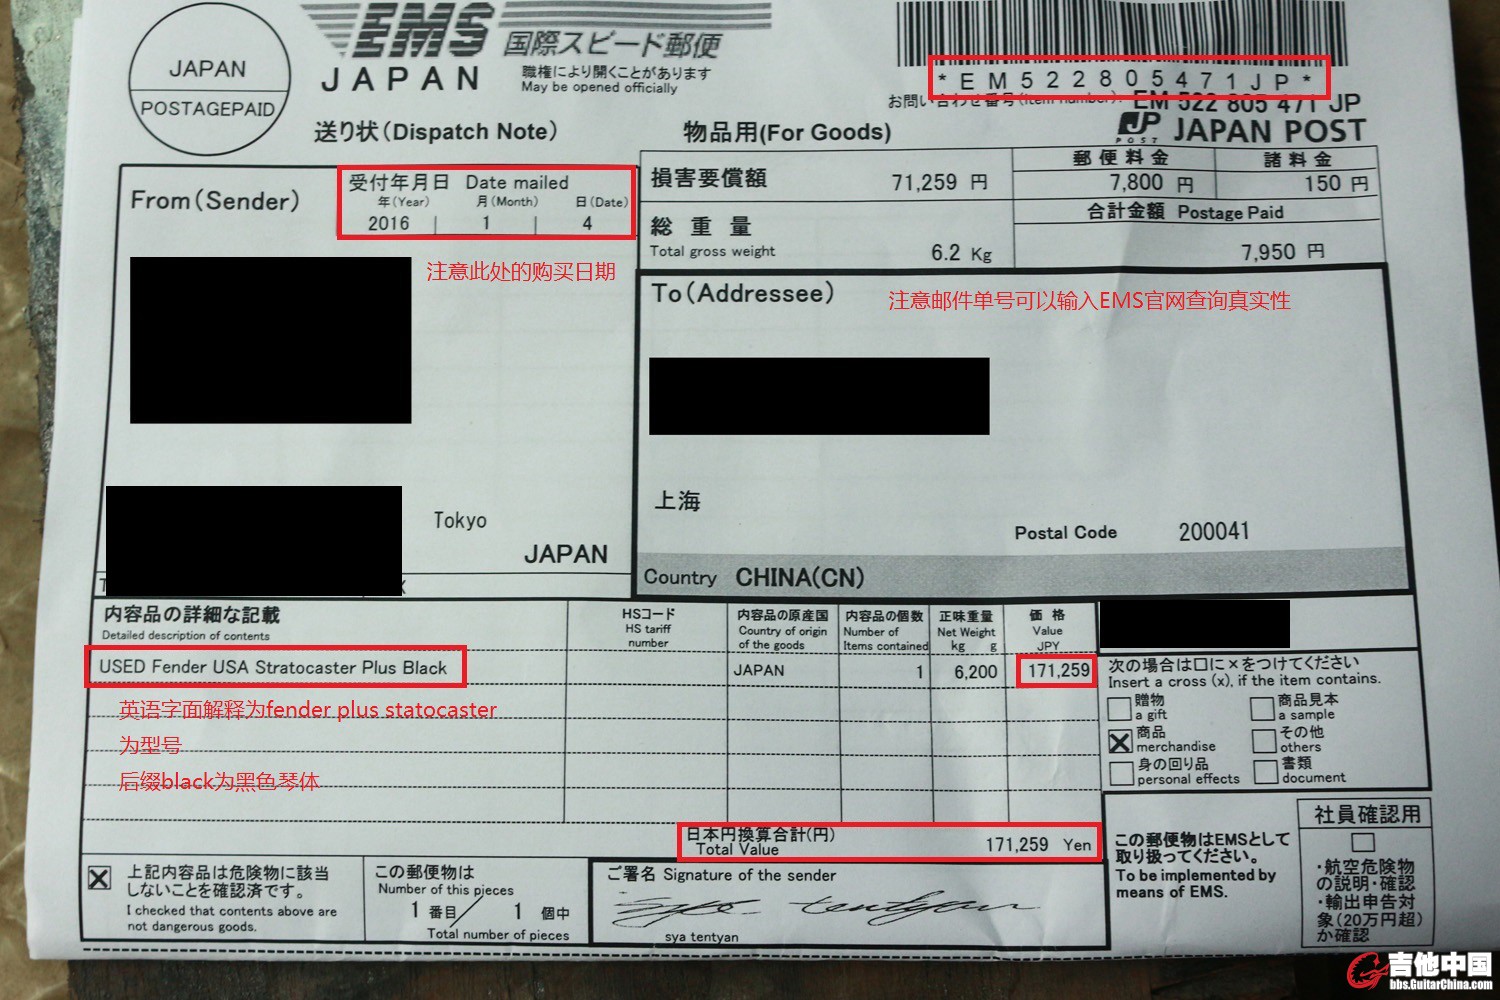 JAPAN
POSTAGEPAID
EMS 国際スピード郵便
JAPAN
職権により開くことがあります
May be opened officially
*EM522805471JP*
お問い合わせ番号(Item number): EM 522 805 471 JP
JP POST JAPAN POST
送り状(Dispatch Note)
物品用(For Goods)
From(Sender)
受付年月日 Date mailed
年(Year) 月(Month) 日(Date)
2016 1 4
注意此处的购买日期
損害要償額 71,259 円
郵便料金 諸料金
7,800 円 150 円
総重量
Total gross weight 6.2 Kg
合計金額 Postage Paid
7,950 円
To(Addressee)
注意邮件单号可以输入EMS官网查询真实性
上海
Postal Code 200041
Country CHINA(CN)
Tokyo
JAPAN
内容品の詳細な記載
Detailed description of contents
HSコード
HS tariff
number
内容品の原産国
Country of origin
of the goods
内容品の個数
Number of
Items contained
正味重量
Net Weight
kg g
価格
Value
JPY
USED Fender USA Stratocaster Plus Black JAPAN 1 6,200 171,259
英语字面解释为fender plus statocaster
为型号
后缀black为黑色琴体
次の場合は□に×をつけてください
Insert a cross (x), if the item contains.
贈物
a gift
商品見本
a sample
商品
merchandise
その他
others
身の回り品
personal effects
書類
document
日本円換算合計(円)
Total Value 171,259 Yen
上記内容品は危険物に該当
しないことを確認済です。
I checked that contents above are
not dangerous goods.
この郵便物は
Number of this pieces
1 番目/ 1 個中
Total number of pieces
ご署名 Signature of the sender
sya tentyan
sya tentyan
この郵便物はEMSとして
取り扱ってください。
To be implemented by
means of EMS.
社員確認用
・航空危険物
の説明・確認
・輸出申告対
象(20万円超)
か確認
吉他中国
bbs.GuitarChina.com